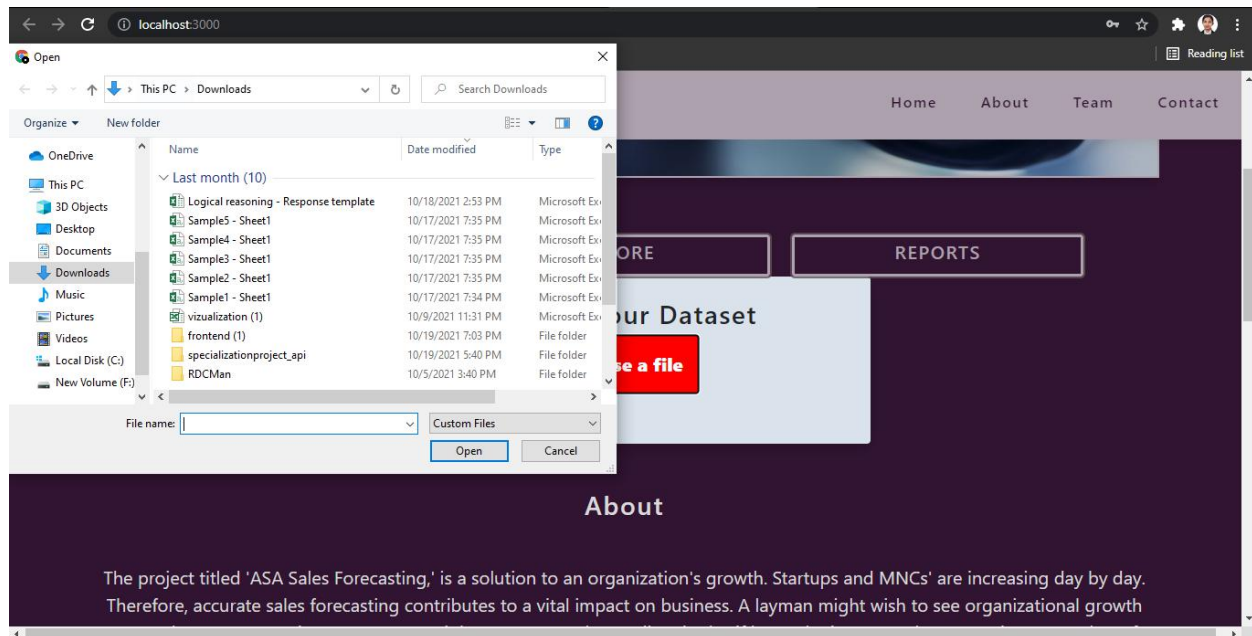 localhost:3000
Open
Reading list
This PC > Downloads
Search Downloads
Home About Team Contact
Organize New folder
Name Date modified Type
OneDrive
This PC
3D Objects
Desktop
Documents
Downloads
Music
Pictures
Videos
Local Disk (C:)
New Volume (F:)
Last month (10)
Logical reasoning - Response template 10/18/2021 2:53 PM Microsoft Ex
Sample5 - Sheet1 10/17/2021 7:35 PM Microsoft Ex
Sample4 - Sheet1 10/17/2021 7:35 PM Microsoft Ex
Sample3 - Sheet1 10/17/2021 7:35 PM Microsoft Ex
Sample2 - Sheet1 10/17/2021 7:35 PM Microsoft Ex
Sample1 - Sheet1 10/17/2021 7:34 PM Microsoft Ex
vizualization (1) 10/9/2021 11:31 PM Microsoft Ex
frontend (1) 10/19/2021 7:03 PM File folder
specializationproject_api 10/19/2021 5:40 PM File folder
RDCMan 10/5/2021 3:40 PM File folder
File name: Custom Files
Open Cancel
ORE REPORTS
our Dataset
se a file
About
The project titled 'ASA Sales Forecasting,' is a solution to an organization's growth. Startups and MNCs' are increasing day by day.
Therefore, accurate sales forecasting contributes to a vital impact on business. A layman might wish to see organizational growth